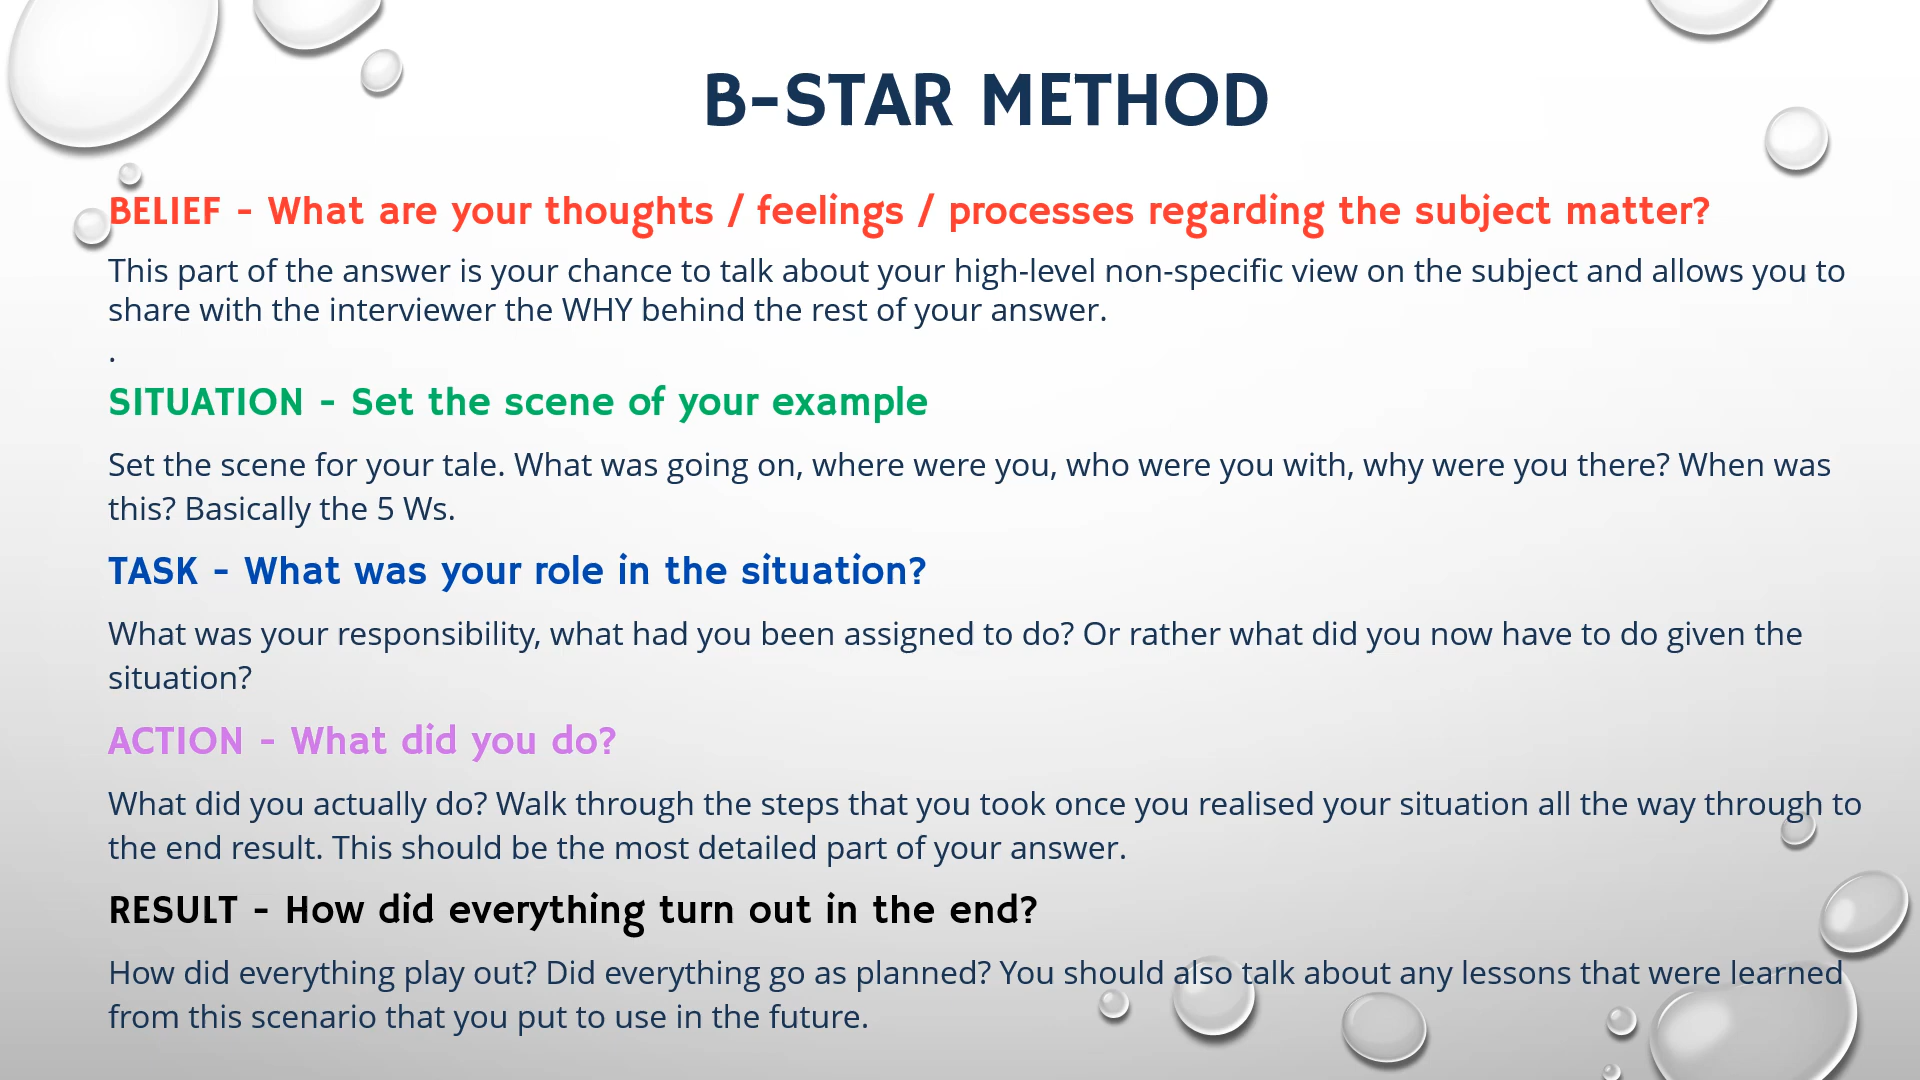 B-STAR METHOD
BELIEF - What are your thoughts / feelings / processes regarding the subject matter?
This part of the answer is your chance to talk about your high-level non-specific view on the subject and allows you to
share with the interviewer the WHY behind the rest of your answer.
.
SITUATION - Set the scene of your example
Set the scene for your tale. What was going on, where were you, who were you with, why were you there? When was
this? Basically the 5 Ws.
TASK - What was your role in the situation?
What was your responsibility, what had you been assigned to do? Or rather what did you now have to do given the
situation?
ACTION - What did you do?
What did you actually do? Walk through the steps that you took once you realised your situation all the way through to
the end result. This should be the most detailed part of your answer.
RESULT - How did everything turn out in the end?
How did everything play out? Did everything go as planned? You should also talk about any lessons that were learned
from this scenario that you put to use in the future.